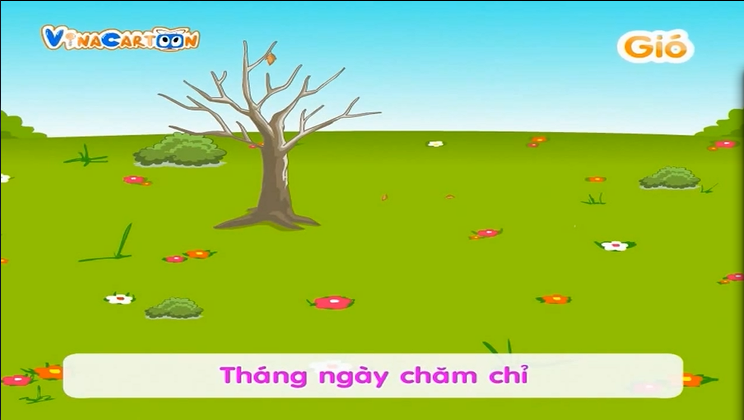 VINACARTOON
Gió
Tháng ngày chăm chỉ